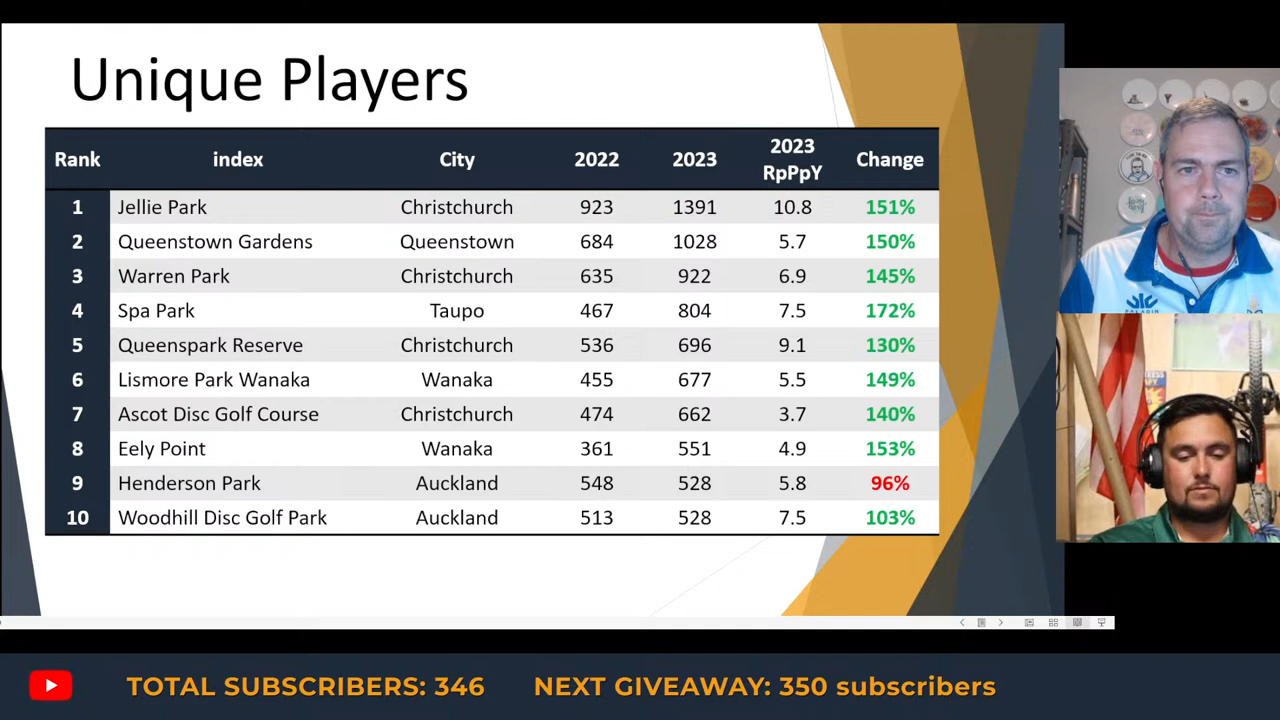 Unique Players
Rank index City 2022 2023 2023 RpPpY Change
1 Jellie Park Christchurch 923 1391 10.8 151%
2 Queenstown Gardens Queenstown 684 1028 5.7 150%
3 Warren Park Christchurch 635 922 6.9 145%
4 Spa Park Taupo 467 804 7.5 172%
5 Queenspark Reserve Christchurch 536 696 9.1 130%
6 Lismore Park Wanaka Wanaka 455 677 5.5 149%
7 Ascot Disc Golf Course Christchurch 474 662 3.7 140%
8 Eely Point Wanaka 361 551 4.9 153%
9 Henderson Park Auckland 548 528 5.8 96%
10 Woodhill Disc Golf Park Auckland 513 528 7.5 103%
PALADIN
TOTAL SUBSCRIBERS: 346 NEXT GIVEAWAY: 350 subscribers